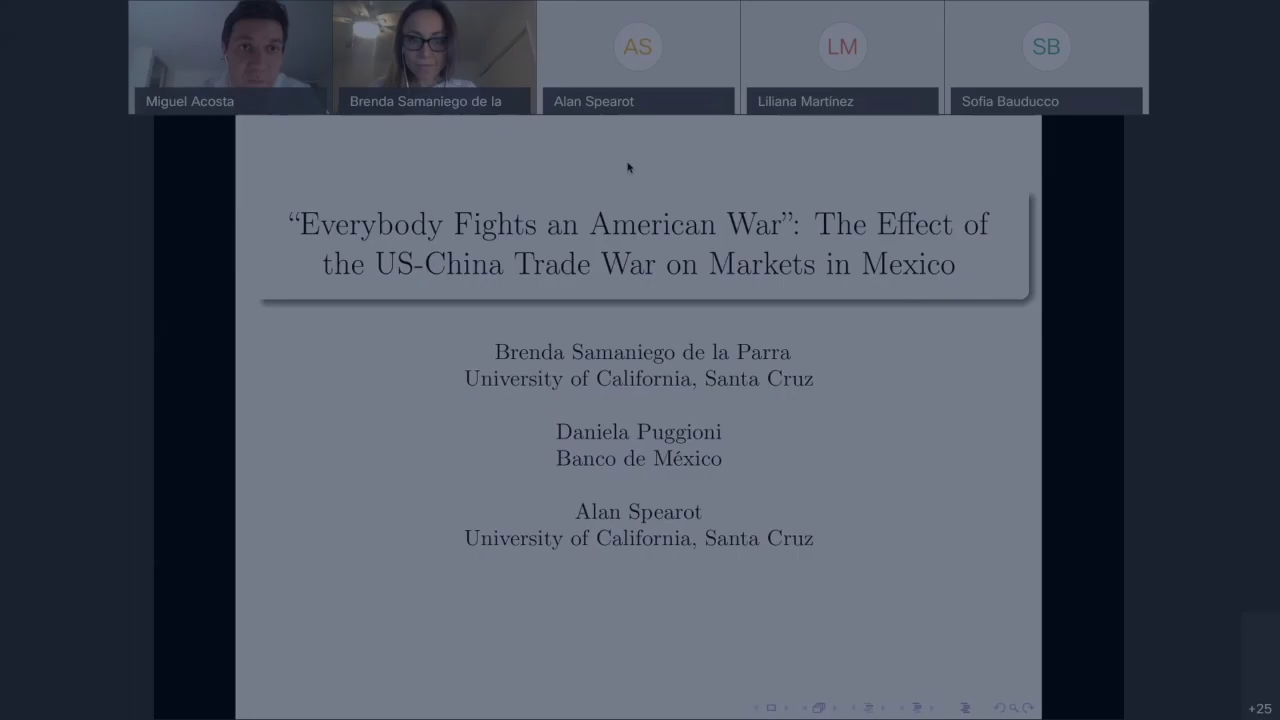 AS
LM
SB
Miguel Acosta
Brenda Samaniego de la
Alan Spearot
Liliana Martínez
Sofia Bauducco
“Everybody Fights an American War”: The Effect of
the US-China Trade War on Markets in Mexico
Brenda Samaniego de la Parra
University of California, Santa Cruz
Daniela Puggioni
Banco de México
Alan Spearot
University of California, Santa Cruz
+25